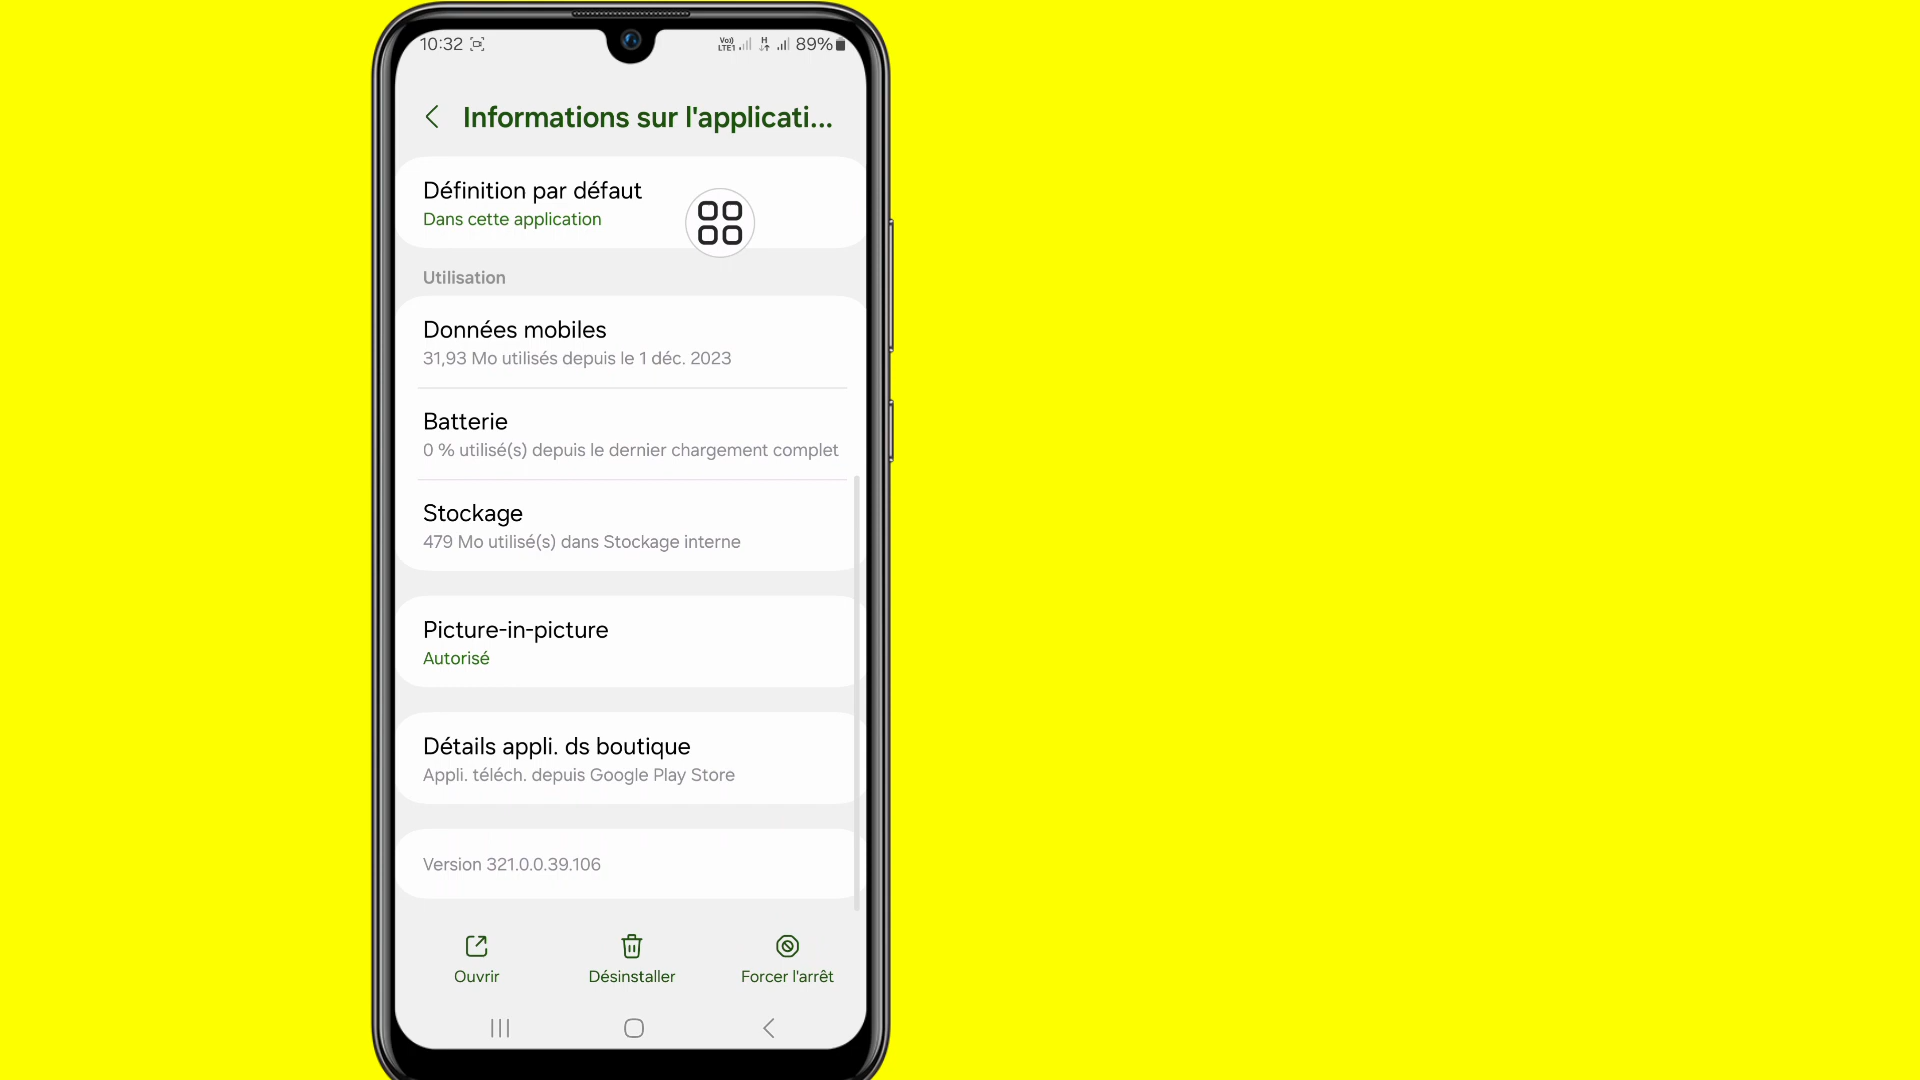 10:32
Vo))
LTE1
H
89%
Informations sur l'applicati...
Définition par défaut
Dans cette application
Utilisation
Données mobiles
31,93 Mo utilisés depuis le 1 déc. 2023
Batterie
0 % utilisé(s) depuis le dernier chargement complet
Stockage
479 Mo utilisé(s) dans Stockage interne
Picture-in-picture
Autorisé
Détails appli. ds boutique
Appli. téléch. depuis Google Play Store
Version 321.0.0.39.106
Ouvrir
Désinstaller
Forcer l'arrêt